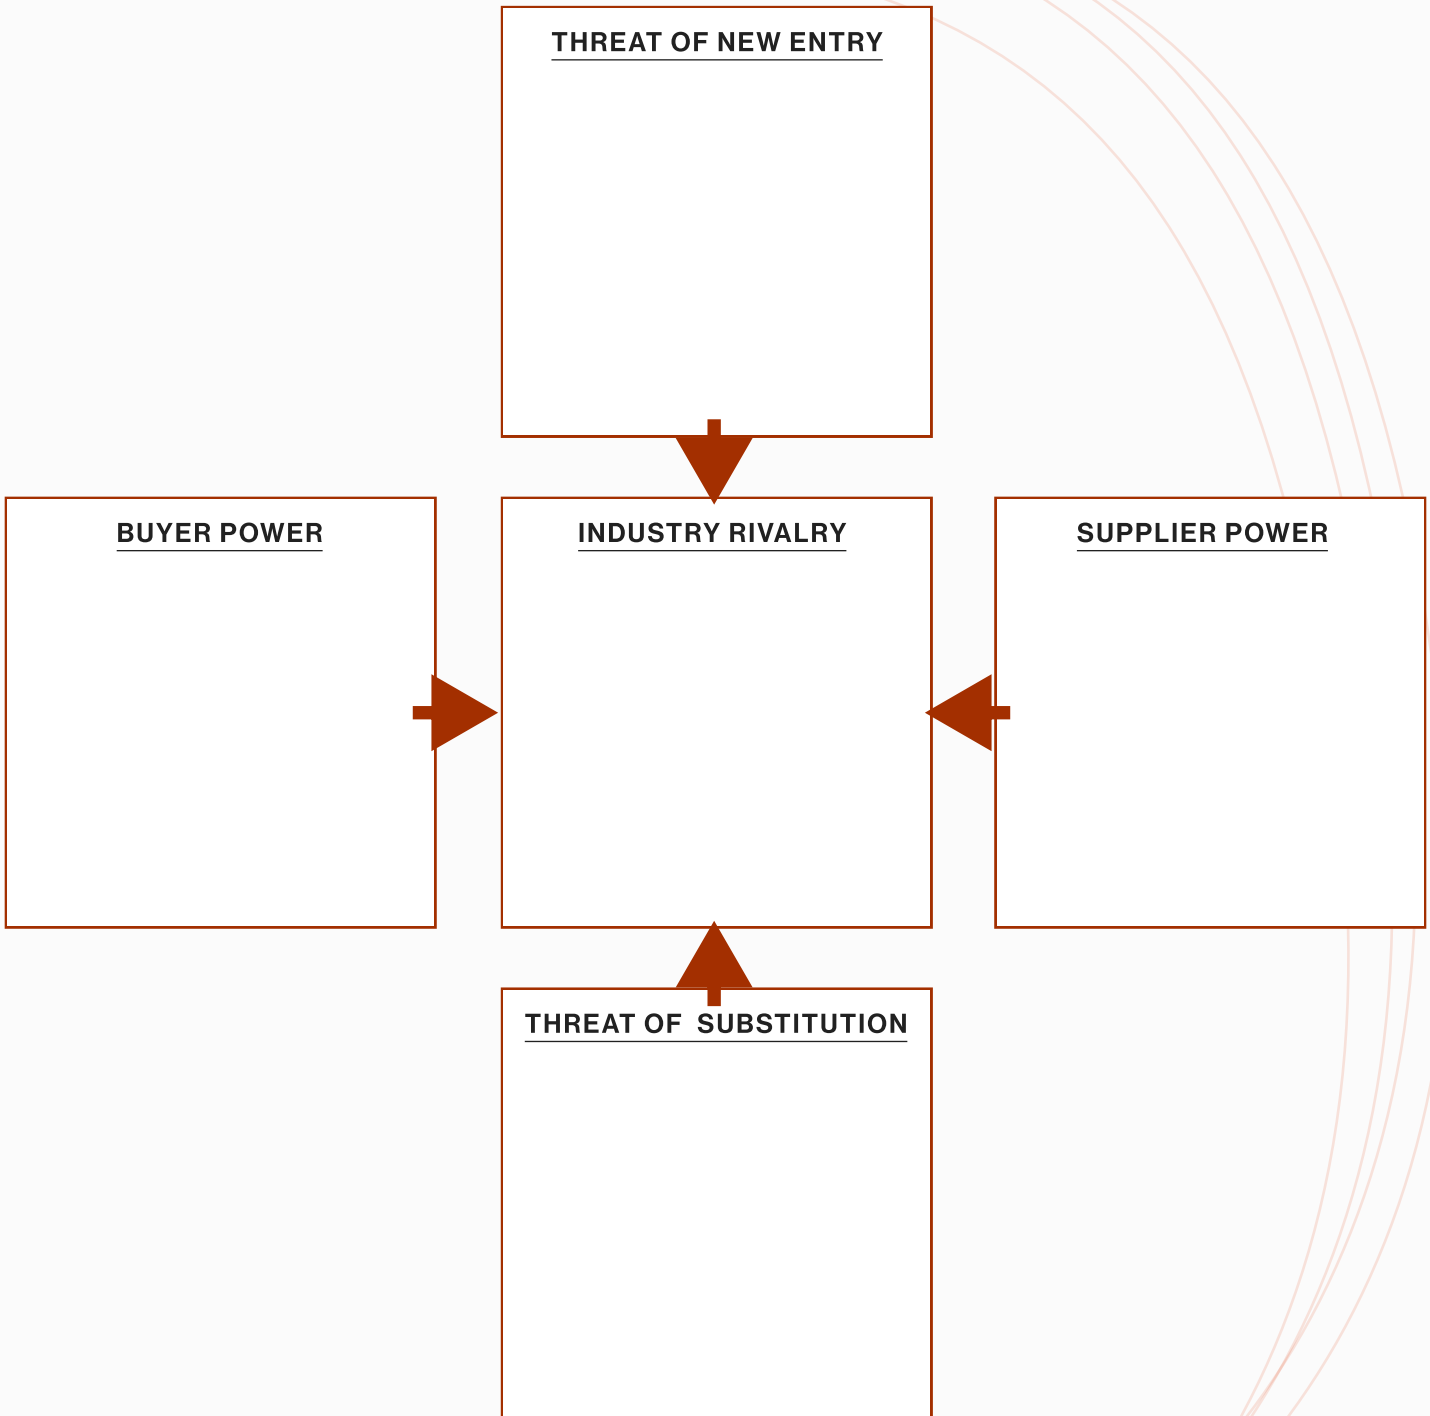 THREAT OF NEW ENTRY
BUYER POWER
INDUSTRY RIVALRY
SUPPLIER POWER
THREAT OF SUBSTITUTION